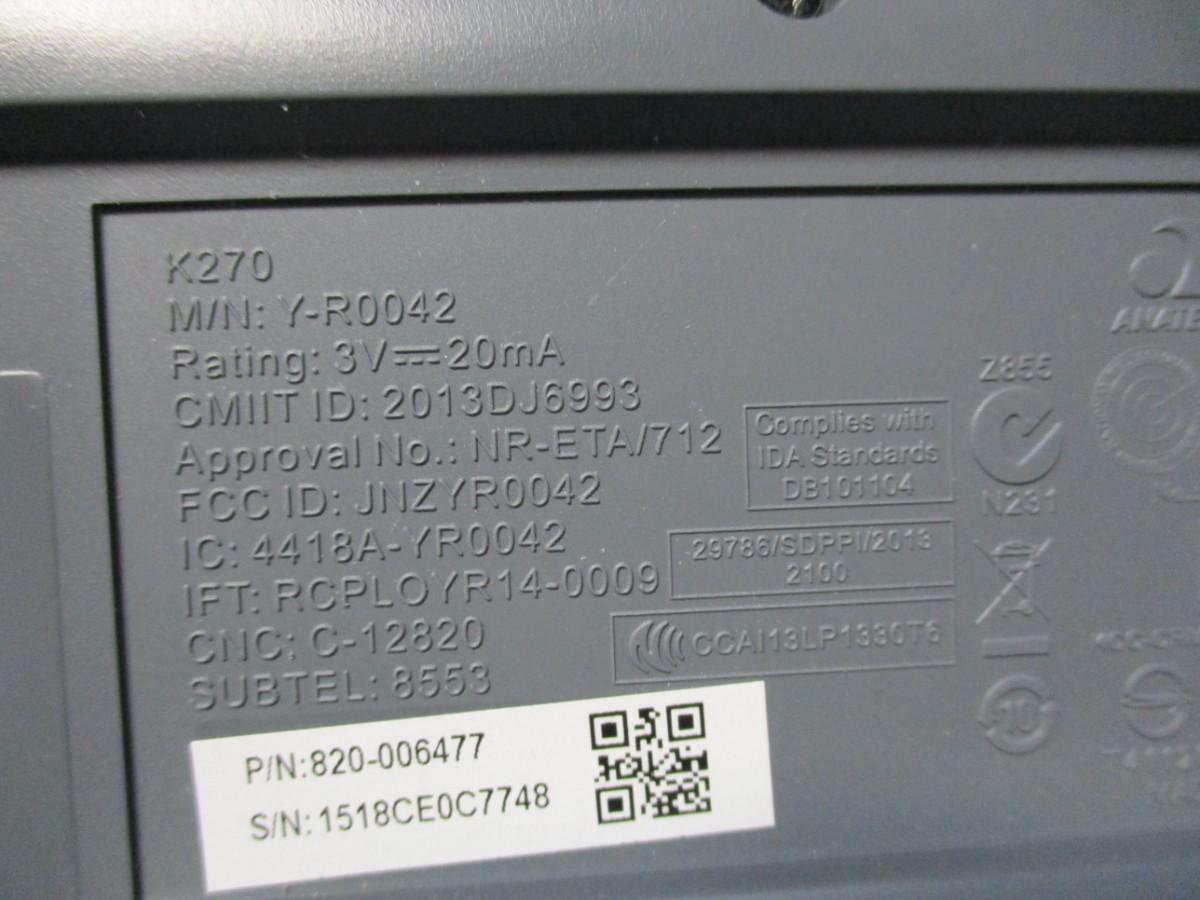 K270
M/N: Y-R0042
Rating: 3V⎓20mA
CMIIT ID: 2013DJ6993
Approval No.: NR-ETA/712
FCC ID: JNZYR0042
IC: 4418A-YR0042
IFT: RCPLOYR14-0009
CNC: C-12820
SUBTEL: 8553
Complies with
IDA Standards
DB101104
29786/SDPPI/2013
2100
CCAI13LP1330T6
Z855
N231
10
P/N:820-006477
S/N:1518CE0C7748